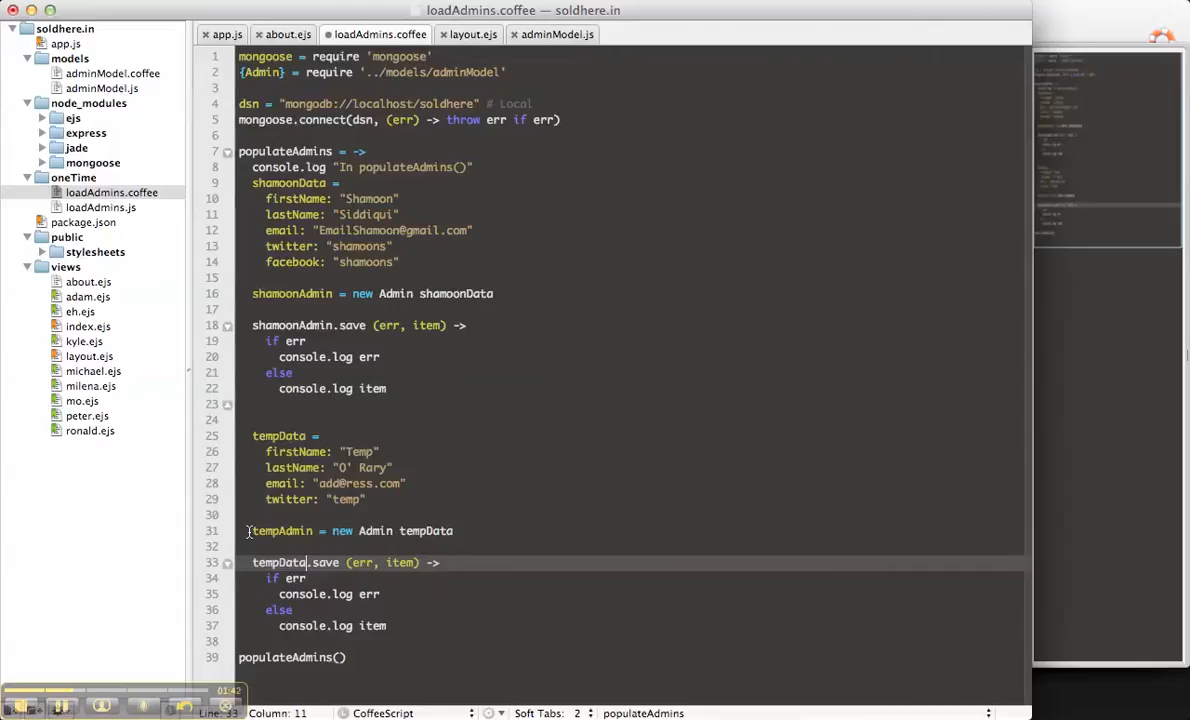 loadAdmins.coffee — soldhere.in
soldhere.in
app.js
models
adminModel.coffee
adminModel.js
node_modules
ejs
express
jade
mongoose
oneTime
loadAdmins.coffee
loadAdmins.js
package.json
public
stylesheets
views
about.ejs
adam.ejs
eh.ejs
index.ejs
kyle.ejs
layout.ejs
michael.ejs
milena.ejs
mo.ejs
peter.ejs
ronald.ejs
app.js about.ejs loadAdmins.coffee layout.ejs adminModel.js
1 mongoose = require 'mongoose'
2 {Admin} = require '../models/adminModel'
3
4 dsn = "mongodb://localhost/soldhere" # Local
5 mongoose.connect(dsn, (err) -> throw err if err)
6
7 populateAdmins = ->
8 console.log "In populateAdmins()"
9 shamoonData =
10 firstName: "Shamoon"
11 lastName: "Siddiqui"
12 email: "EmailShamoon@gmail.com"
13 twitter: "shamoons"
14 facebook: "shamoons"
15
16 shamoonAdmin = new Admin shamoonData
17
18 shamoonAdmin.save (err, item) ->
19 if err
20 console.log err
21 else
22 console.log item
23
24
25 tempData =
26 firstName: "Temp"
27 lastName: "O' Rary"
28 email: "add@ress.com"
29 twitter: "temp"
30
31 tempAdmin = new Admin tempData
32
33 tempData.save (err, item) ->
34 if err
35 console.log err
36 else
37 console.log item
38
39 populateAdmins()
01:42
Line: 33 Column: 11 CoffeeScript Soft Tabs: 2 populateAdmins